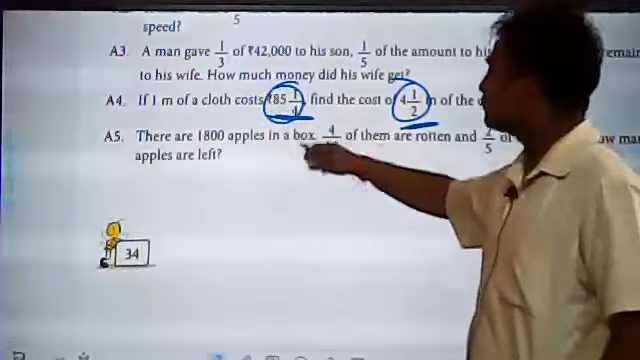 speed? 5
A3. A man gave 1/3 of ₹42,000 to his son, 1/5 of the amount to his
to his wife. How much money did his wife get?
A4. If 1 m of a cloth costs ₹85 1/4, find the cost of 4 1/2 m of the
A5. There are 1800 apples in a box 4 of them are rotten and /5 of
apples are left?
34